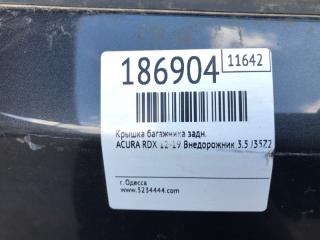 186904
11642
Крышка багажника задн.
ACURA RDX 12-19 Внедорожник 3.5 J35Z2
г. Одесса
www.5234444.com